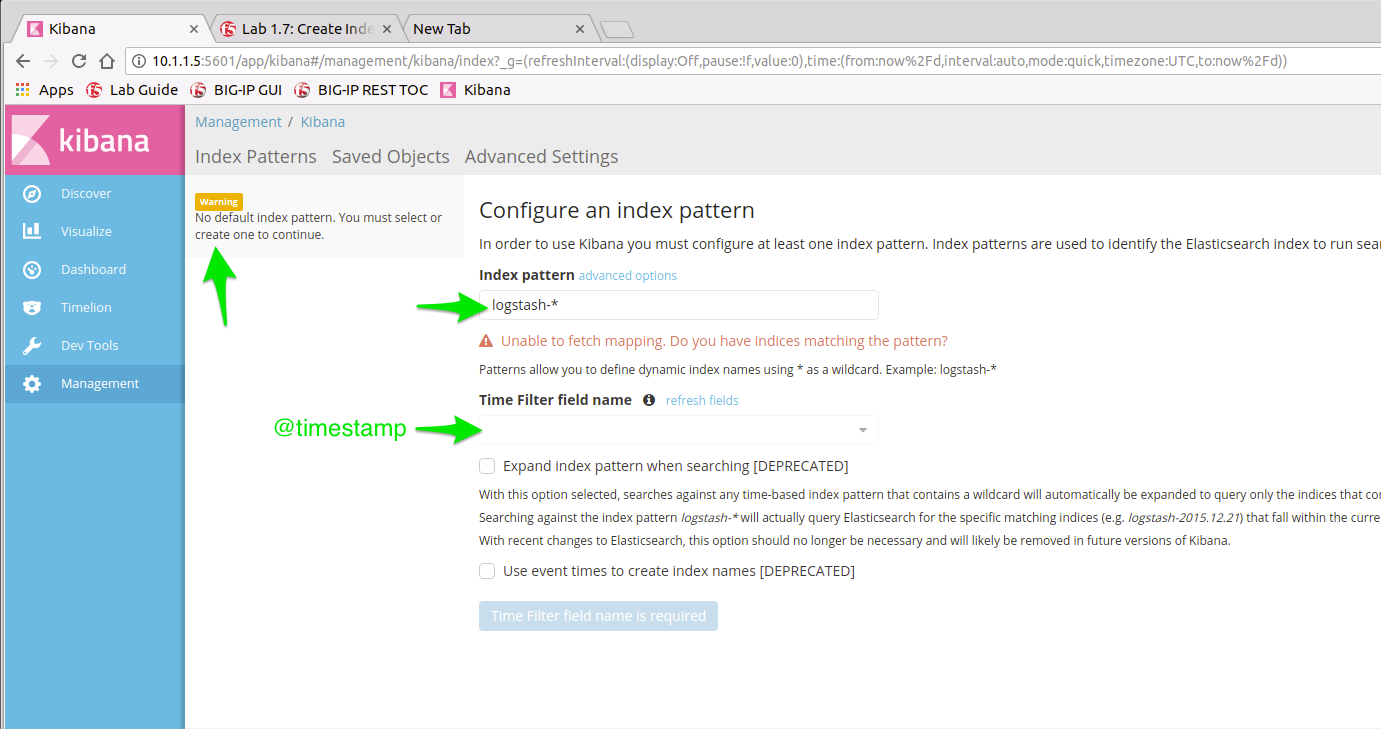 Kibana
Lab 1.7: Create Inde
New Tab
10.1.1.5:5601/app/kibana#/management/kibana/index?_g=(refreshInterval:(display:Off,pause:!f,value:0),time:(from:now%2Fd,interval:auto,mode:quick,timezone:UTC,to:now%2Fd))
Apps Lab Guide BIG-IP GUI BIG-IP REST TOC Kibana
kibana
Discover
Visualize
Dashboard
Timelion
Dev Tools
Management
Management / Kibana
Index Patterns Saved Objects Advanced Settings
Warning
No default index pattern. You must select or
create one to continue.
Configure an index pattern
In order to use Kibana you must configure at least one index pattern. Index patterns are used to identify the Elasticsearch index to run sea
Index pattern advanced options
logstash-*
Unable to fetch mapping. Do you have indices matching the pattern?
Patterns allow you to define dynamic index names using * as a wildcard. Example: logstash-*
Time Filter field name refresh fields
@timestamp
Expand index pattern when searching [DEPRECATED]
With this option selected, searches against any time-based index pattern that contains a wildcard will automatically be expanded to query only the indices that co
Searching against the index pattern logstash-* will actually query Elasticsearch for the specific matching indices (e.g. logstash-2015.12.21) that fall within the curre
With recent changes to Elasticsearch, this option should no longer be necessary and will likely be removed in future versions of Kibana.
Use event times to create index names [DEPRECATED]
Time Filter field name is required